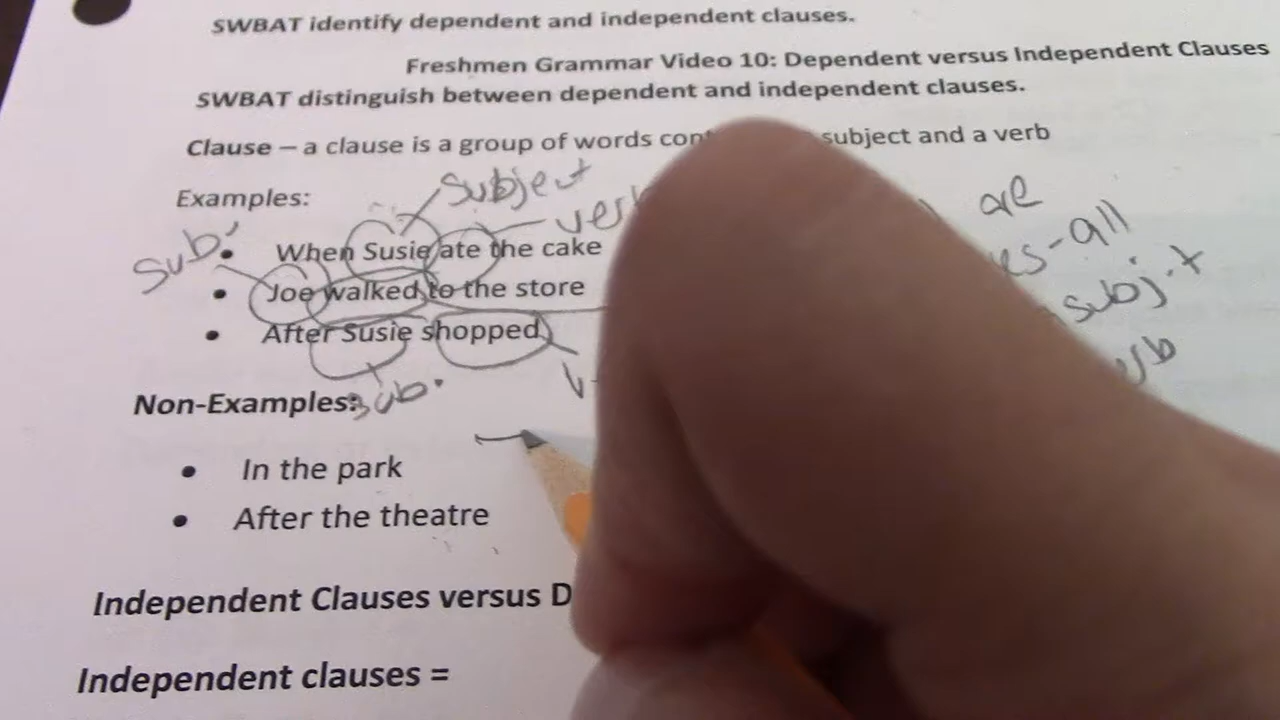 SWBAT identify dependent and independent clauses.
Freshmen Grammar Video 10: Dependent versus Independent Clauses
SWBAT distinguish between dependent and independent clauses.
Clause – a clause is a group of words con subject and a verb
Examples:
subject
verb
are
sub.
• When Susie ate the cake
-all
• Joe walked to the store
subj. +
• After Susie shopped
sub.
Non-Examples:
• In the park
• After the theatre
Independent Clauses versus D
Independent clauses =